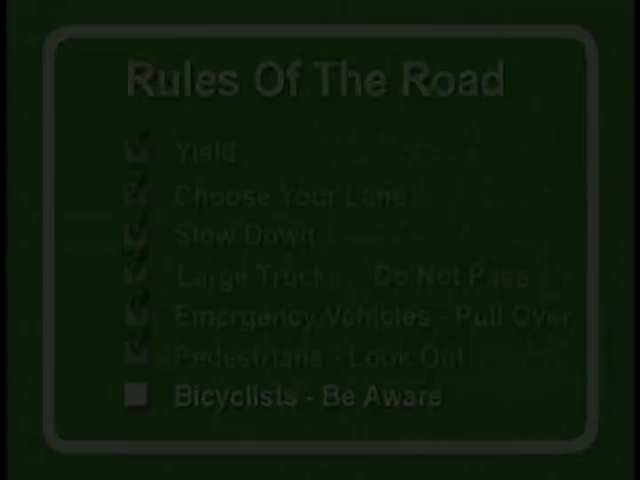 Rules Of The Road
Yield
Choose Your Lane
Slow Down
Large Trucks - Do Not Pass
Emergency Vehicles - Pull Over
Pedestrians - Look Out
Bicyclists - Be Aware